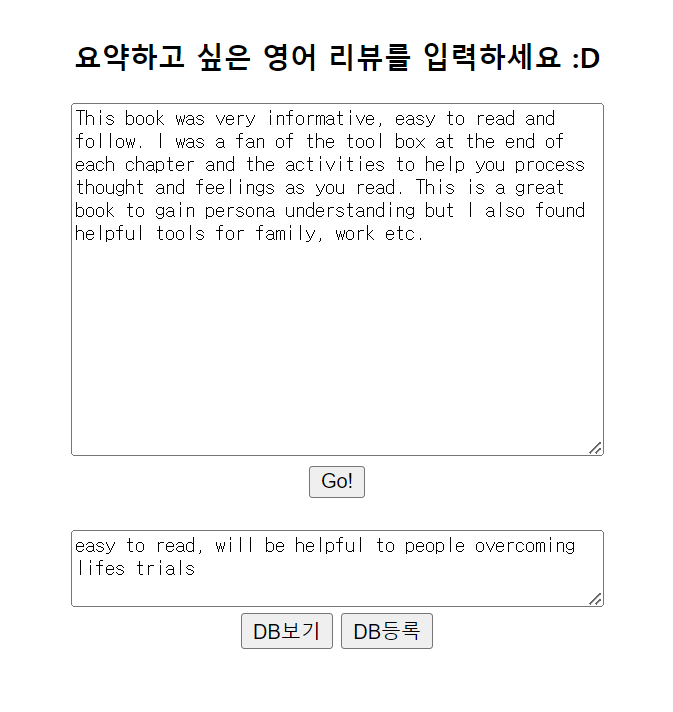 요약하고 싶은 영어 리뷰를 입력하세요 :D
This book was very informative, easy to read and
follow. I was a fan of the tool box at the end of
each chapter and the activities to help you process
thought and feelings as you read. This is a great
book to gain persona understanding but I also found
helpful tools for family, work etc.
Go!
easy to read, will be helpful to people overcoming
lifes trials
DB보기 DB등록